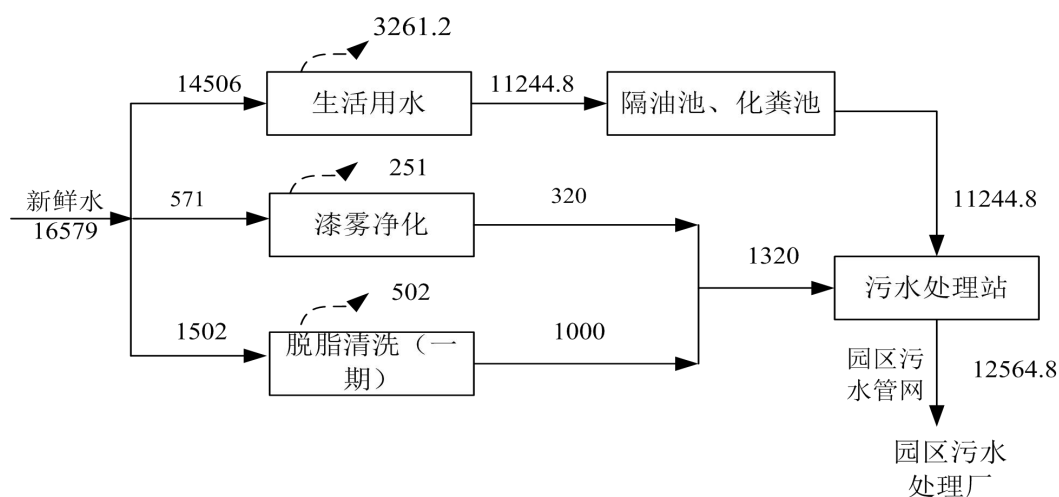 3261.2
14506
生活用水
11244.8
隔油池、化粪池
新鲜水
16579
571
251
漆雾净化
320
11244.8
1502
502
脱脂清洗（一
期）
1000
1320
污水处理站
园区污
水管网
12564.8
园区污水
处理厂